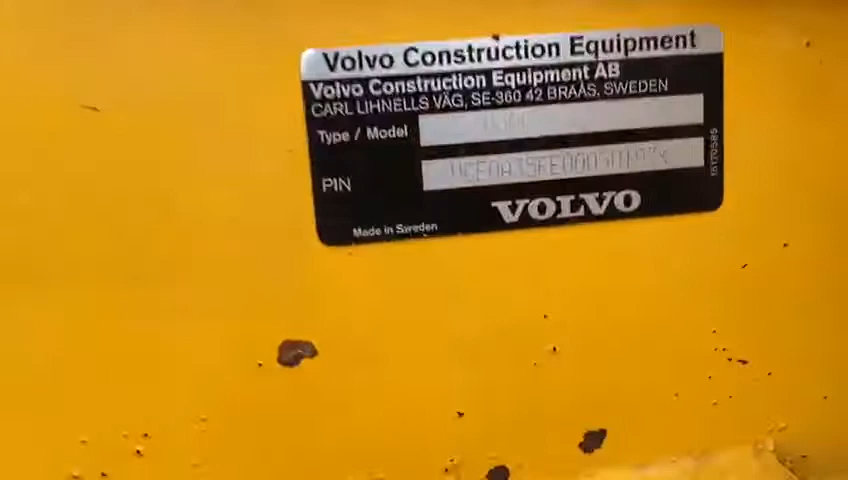 Volvo Construction Equipment
Volvo Construction Equipment AB
CARL LIHNELLS VÄG, SE-360 42 BRAÅS, SWEDEN
Type / Model
PIN
VOLVO
Made in Sweden